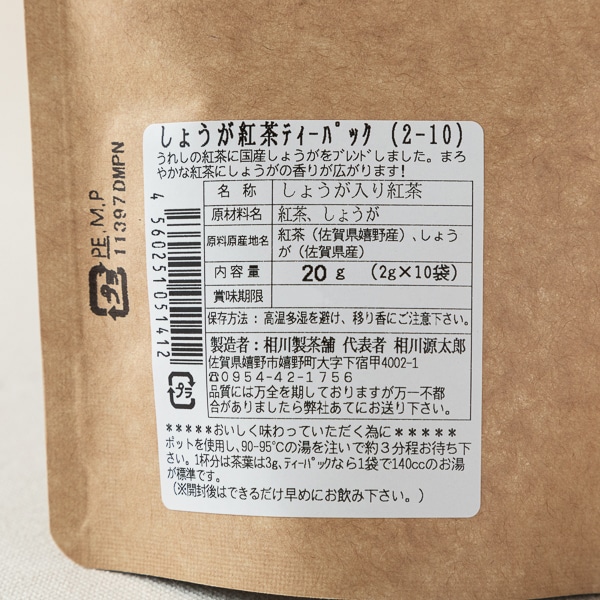 しょうが紅茶ティーパック (2-10)
うれしの紅茶に国産しょうがをブレンドしました。まろ
やかな紅茶にしょうがの香りが広がります!
名 称 しょうが入り紅茶
原材料名 紅茶、しょうが
原料原産地名 紅茶（佐賀県嬉野産）、しょう
が（佐賀県産）
内容量 20g （2g×10袋）
賞味期限
保存方法：高温多湿を避け、移り香にご注意下さい。
製造者：相川製茶舗 代表者 相川源太郎
佐賀県嬉野市嬉野町大字下宿甲4002-1
☎0954-42-1756
品質には万全を期しておりますが万一不都
合がありましたら弊社あてにお送り下さい。
*****おいしく味わっていただく為に*****
ポットを使用し、90-95℃の湯を注いで約3分程お待ち下
さい。1杯分は茶葉は3g、ティーパックなら1袋で140ccのお湯
が標準です。
（※開封後はできるだけ早めにお飲み下さい。）
4560251051412
プラ
プラ
PE,M,P
11397DMPN